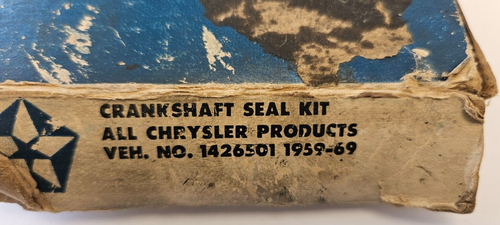 CRANKSHAFT SEAL KIT
ALL CHRYSLER PRODUCTS
VEH. NO. 1426501 1959-69